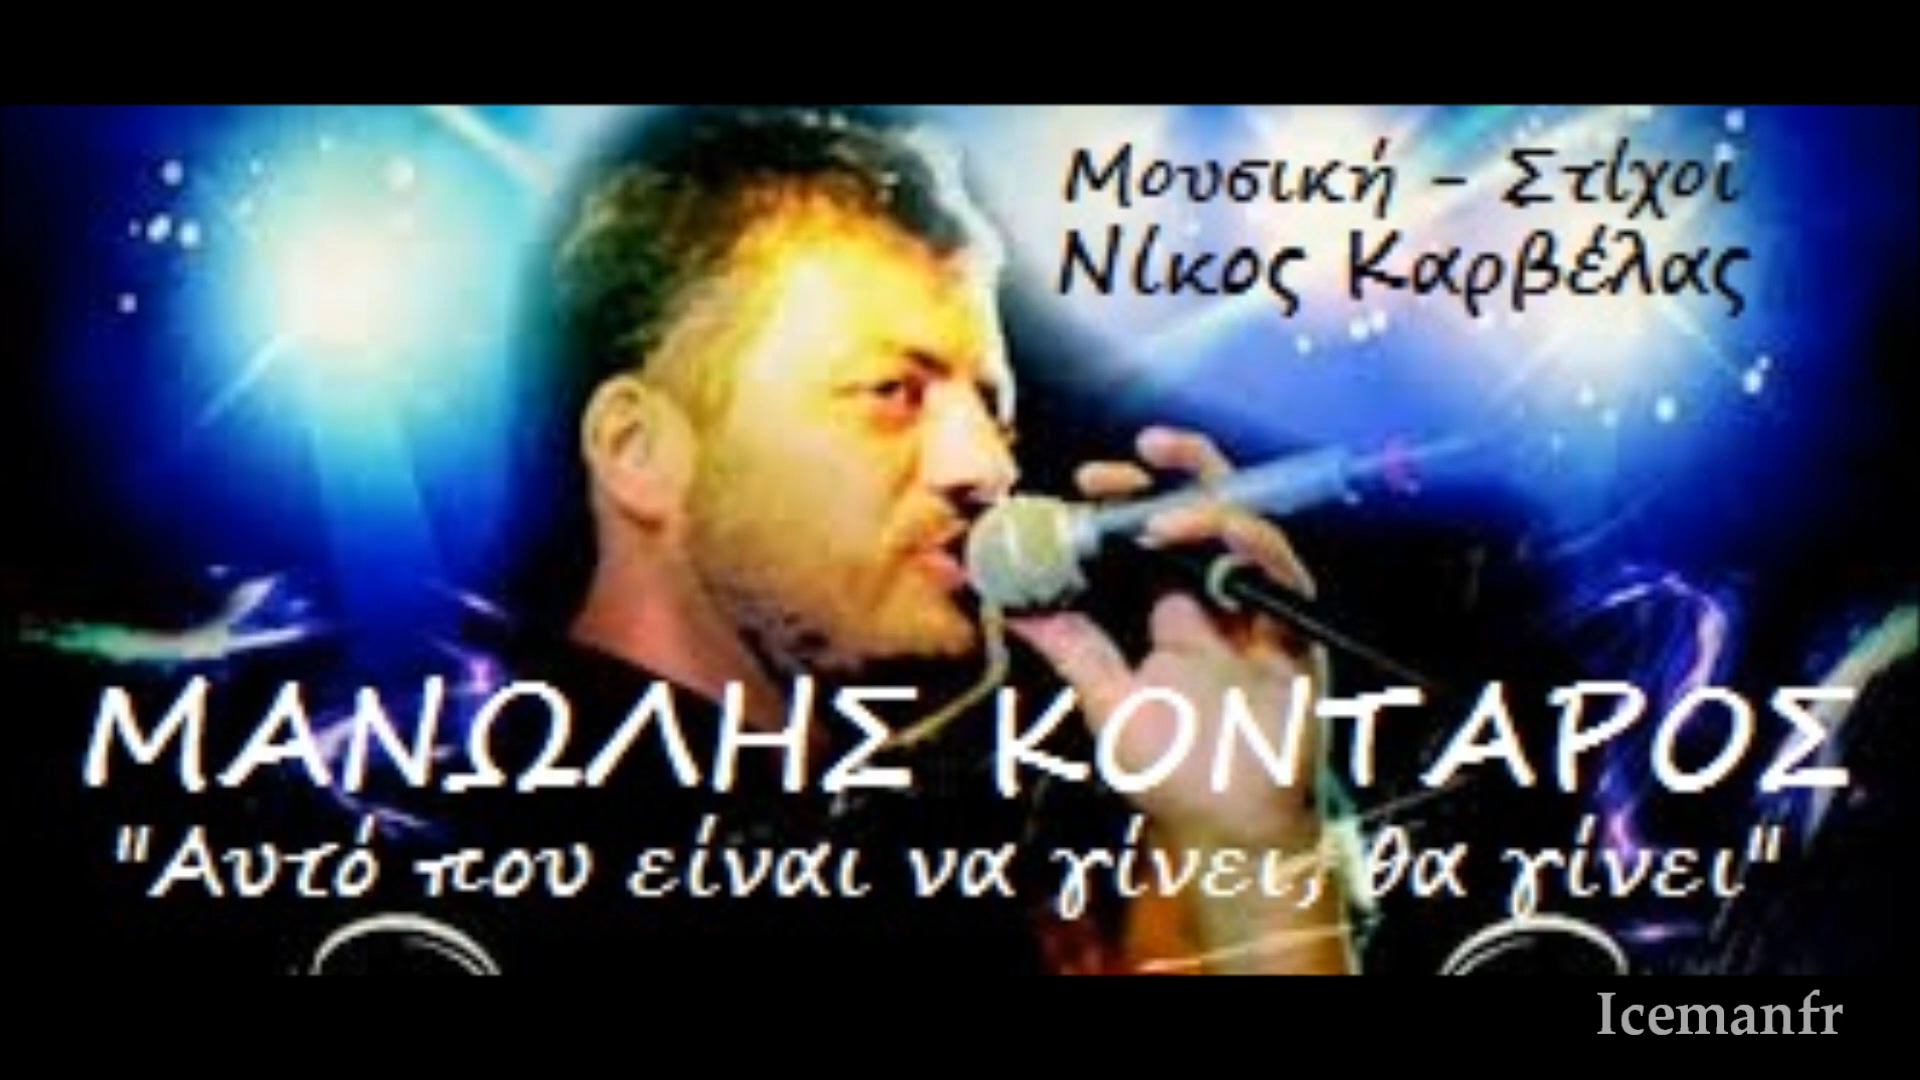 Μουσική - Στίχοι
Νίκος Καρβέλας
ΜΑΝΩΛΗΣ ΚΟΝΤΑΡΟΣ
"Αυτό που είναι να γίνει, θα γίνει"
Icemanfr